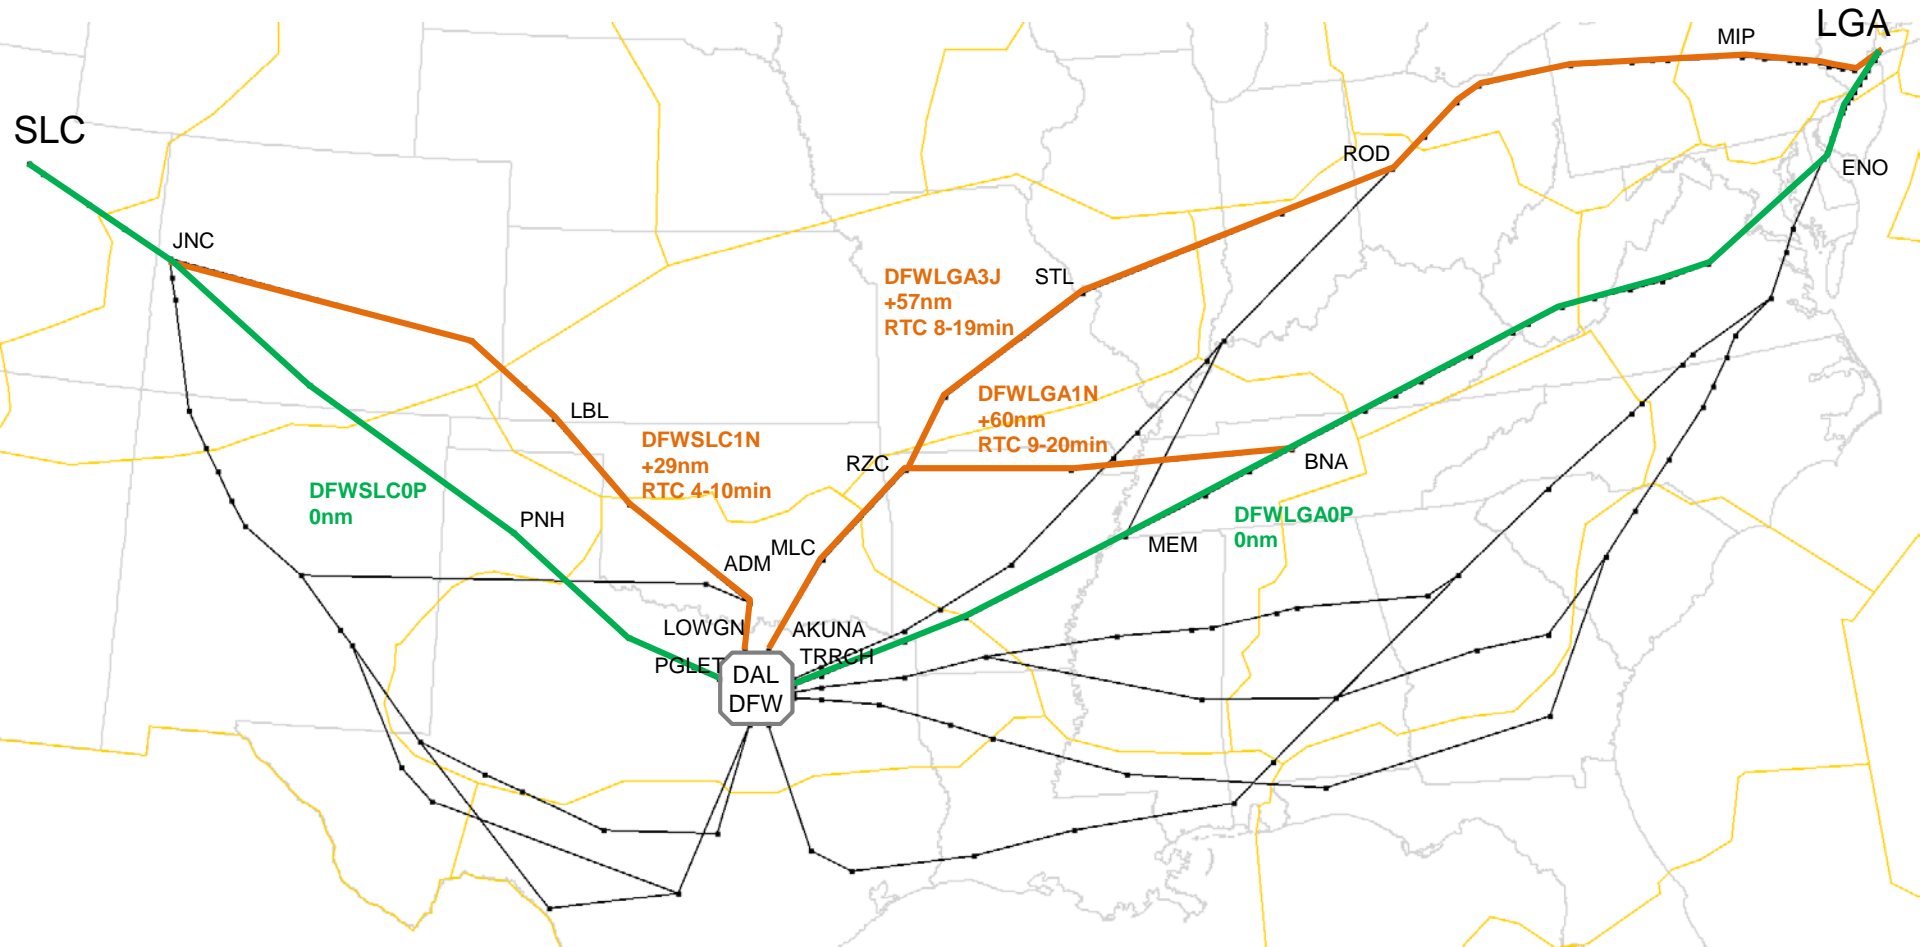 LGA
MIP
SLC
ROD
ENO
JNC
STL
DFWLGA3J
+57nm
RTC 8-19min
LBL
DFWLGA1N
+60nm
RTC 9-20min
DFWSLC1N
+29nm
RTC 4-10min
RZC
BNA
DFWSLC0P
0nm
PNH
DFWLGA0P
0nm
MEM
MLC
ADM
LOWGN
AKUNA
TRRCH
PGLET
DAL
DFW